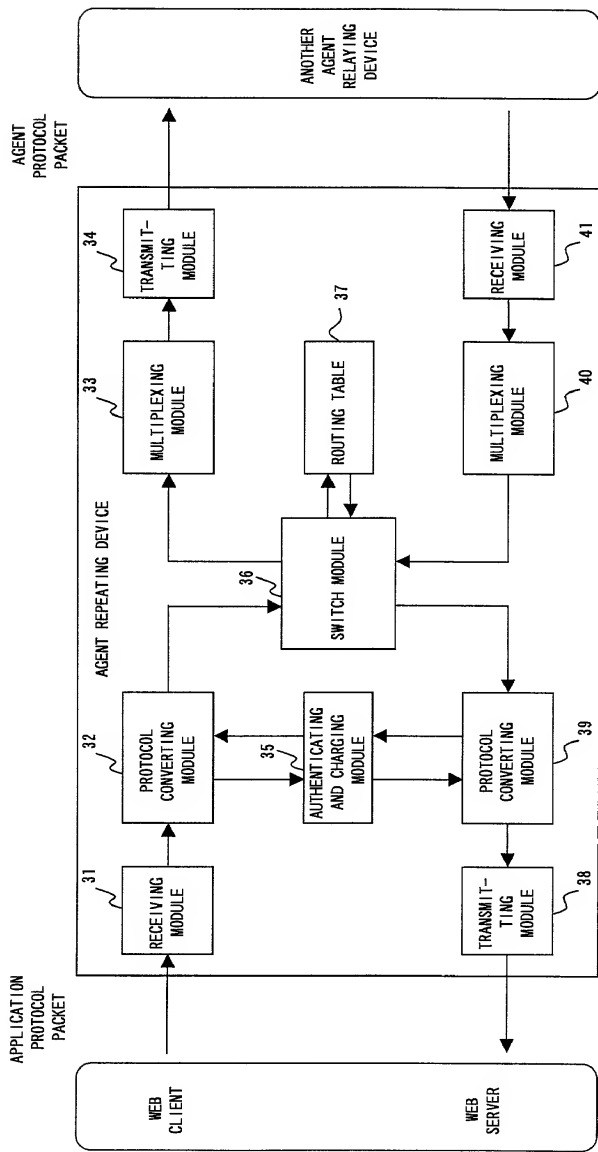 APPLICATION
PROTOCOL
PACKET
AGENT
PROTOCOL
PACKET
WEB
CLIENT
WEB
SERVER
AGENT REPEATING DEVICE
31
RECEIVING
MODULE
32
PROTOCOL
CONVERTING
MODULE
33
MULTIPLEXING
MODULE
34
TRANSMIT-
TING
MODULE
35
AUTHENTICATING
AND CHARGING
MODULE
36
SWITCH MODULE
37
ROUTING TABLE
TRANSMIT-
TING
MODULE
38
PROTOCOL
CONVERTING
MODULE
39
MULTIPLEXING
MODULE
40
RECEIVING
MODULE
41
ANOTHER
AGENT
RELAYING
DEVICE